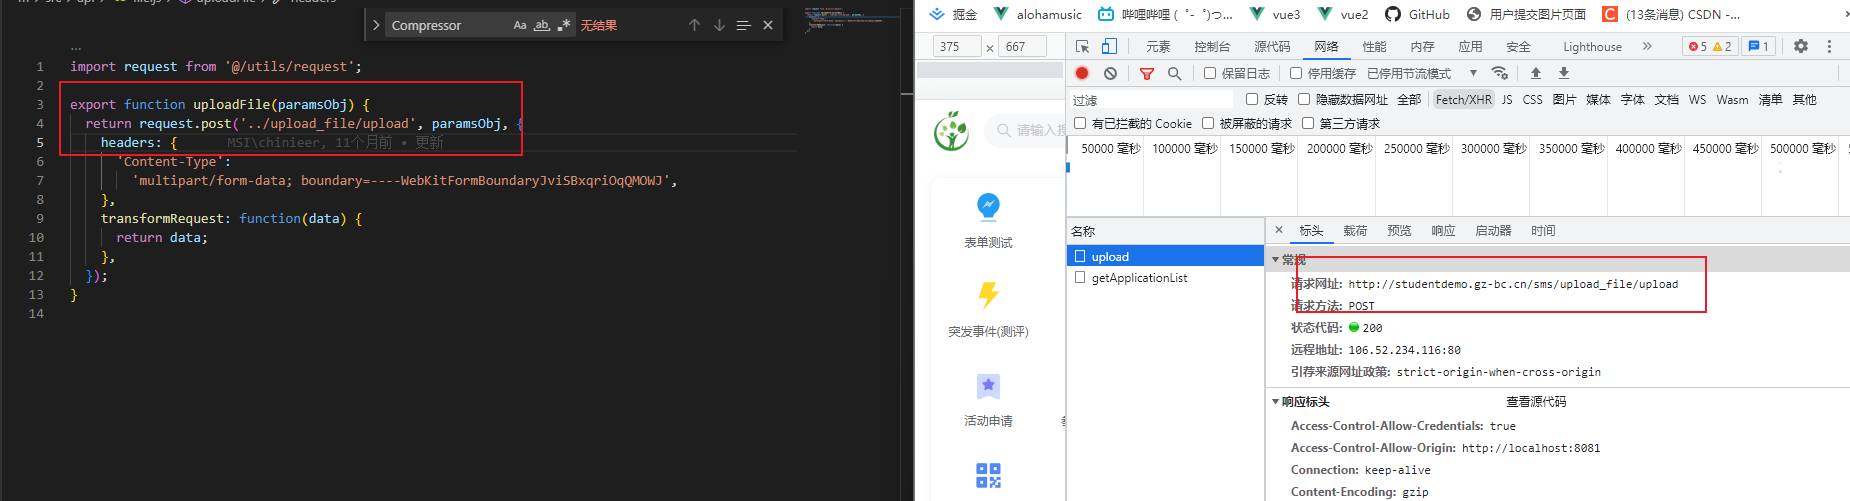 m > src > api > file.js > uploadFile > headers
Compressor
Aa
ab
无结果
...
1 import request from '@/utils/request';
2
3 export function uploadFile(paramsObj) {
4 return request.post('../upload_file/upload', paramsObj, {
5 headers: { MSI\chinieer, 11个月前 • 更新
6 'Content-Type':
7 'multipart/form-data; boundary=----WebKitFormBoundaryJviSBxqriOqQMOWJ',
8 },
9 transformRequest: function(data) {
10 return data;
11 },
12 });
13 }
14
掘金 alohamusic 哔哩哔哩 ( ゜- ゜)つ... vue3 vue2 GitHub 用户提交图片页面 (13条消息) CSDN -...
375 × 667
元素 控制台 源代码 网络 性能 内存 应用 安全 Lighthouse » 5 2 1
保留日志 停用缓存 已停用节流模式
过滤 反转 隐藏数据网址 全部 Fetch/XHR JS CSS 图片 媒体 字体 文档 WS Wasm 清单 其他
有已拦截的 Cookie 被屏蔽的请求 第三方请求
50000 毫秒 100000 毫秒 150000 毫秒 200000 毫秒 250000 毫秒 300000 毫秒 350000 毫秒 400000 毫秒 450000 毫秒 500000 毫秒
请输入搜
表单测试
突发事件(测评)
活动申请
名称
upload
getApplicationList
× 标头 载荷 预览 响应 启动器 时间
常规
请求网址: http://studentdemo.gz-bc.cn/sms/upload_file/upload
请求方法: POST
状态代码: 200
远程地址: 106.52.234.116:80
引荐来源网址政策: strict-origin-when-cross-origin
响应标头 查看源代码
Access-Control-Allow-Credentials: true
Access-Control-Allow-Origin: http://localhost:8081
Connection: keep-alive
Content-Encoding: gzip